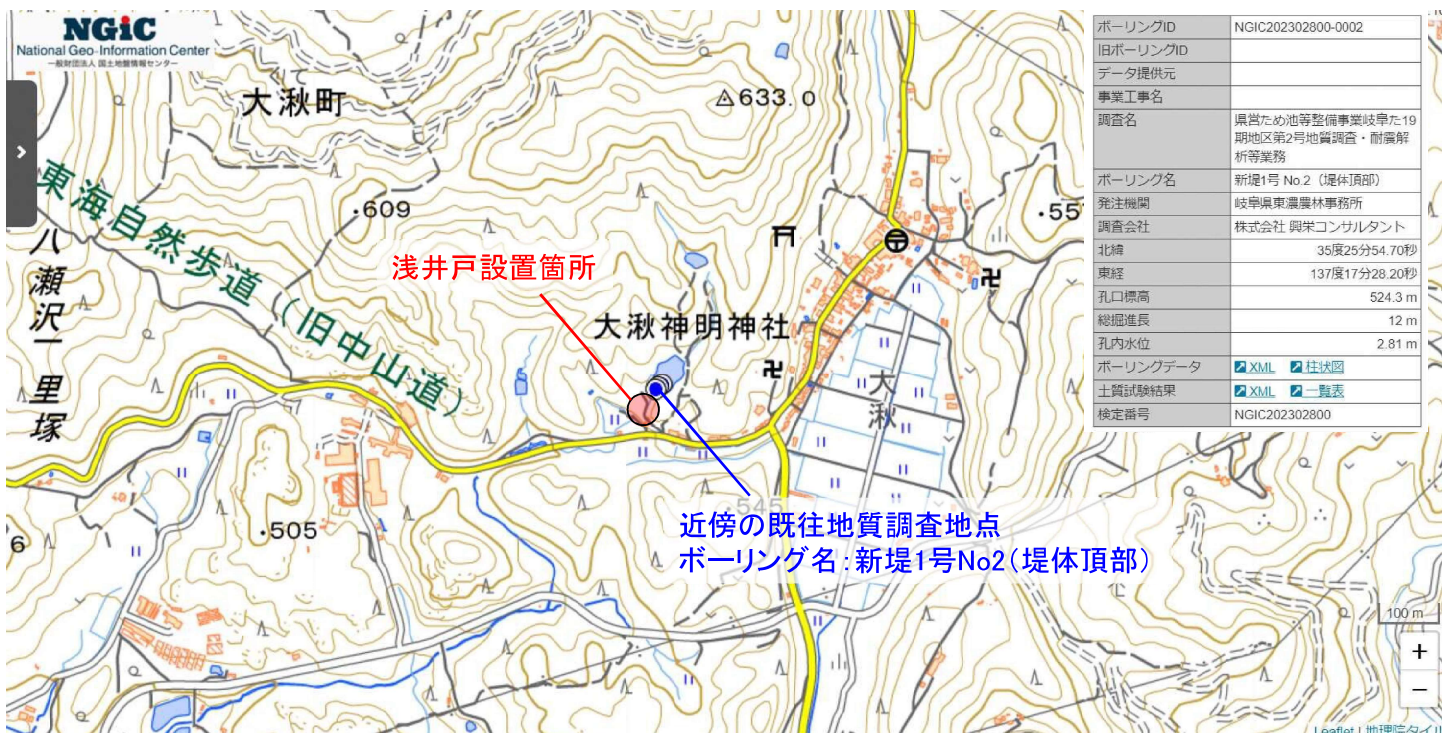 NGiC
National Geo-Information Center
一般財団法人 国土地盤情報センター
大湫町
633.0
609
55
東海自然歩道(旧中山道)
八瀬沢一里塚
浅井戸設置箇所
大湫神明神社
大湫
545
近傍の既往地質調査地点
ボーリング名:新堤1号No2(堤体頂部)
505
6
100 m
+
−
Leaflet | 地理院タイル
ボーリングID NGIC202302800-0002
旧ボーリングID
データ提供元
事業工事名
調査名 県営ため池等整備事業岐阜た19
期地区第2号地質調査・耐震解
析等業務
ボーリング名 新堤1号 No.2(堤体頂部)
発注機関 岐阜県東濃農林事務所
調査会社 株式会社 興栄コンサルタント
北緯 35度25分54.70秒
東経 137度17分28.20秒
孔口標高 524.3 m
総掘進長 12 m
孔内水位 2.81 m
ボーリングデータ XML 柱状図
土質試験結果 XML 一覧表
検定番号 NGIC202302800